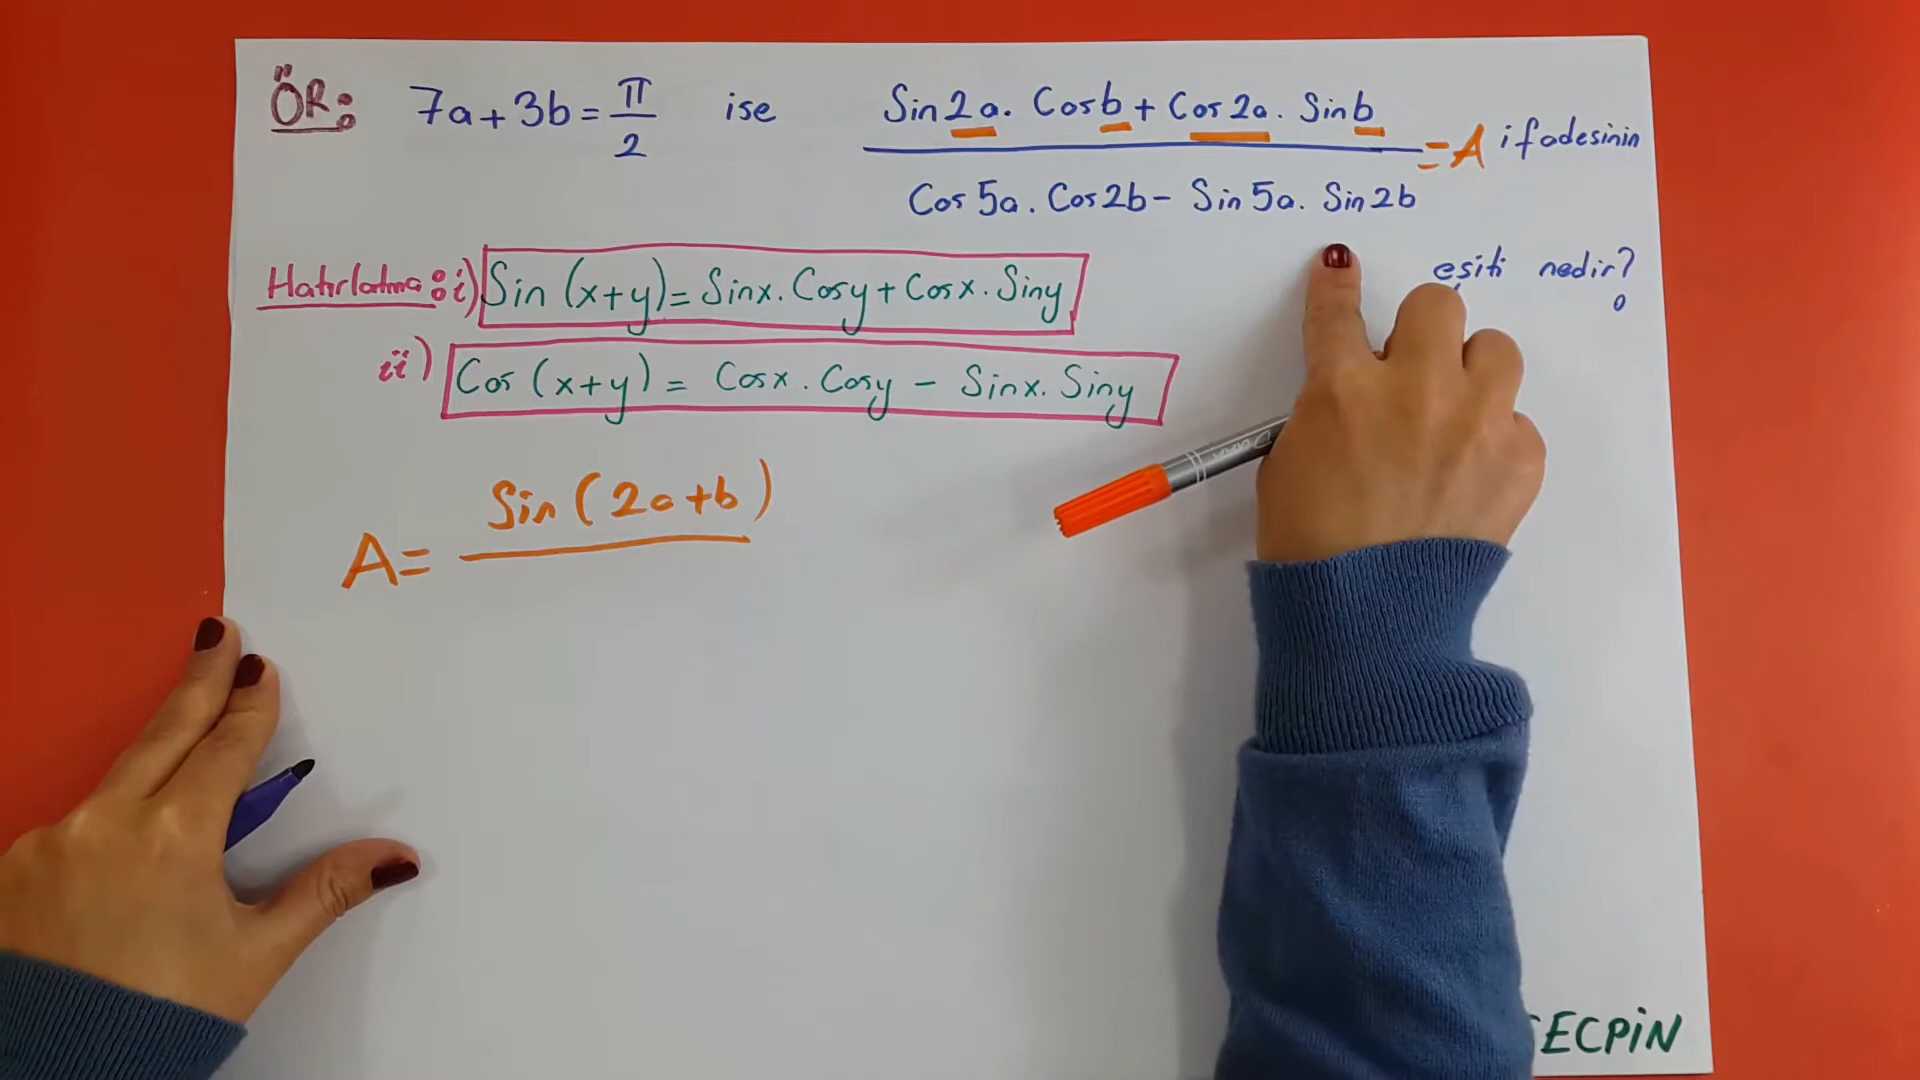 ÖR: 7a+3b=π/2 ise Sin2a.Cosb+Cos2a.Sinb =A ifadesinin
Cos5a.Cos2b-Sin5a.Sin2b
eşiti nedir?
Hatırlatma: i) Sin(x+y)=Sinx.Cosy+Cosx.Siny
ii) Cos(x+y)=Cosx.Cosy-Sinx.Siny
A= Sin(2a+b)
ECPİN